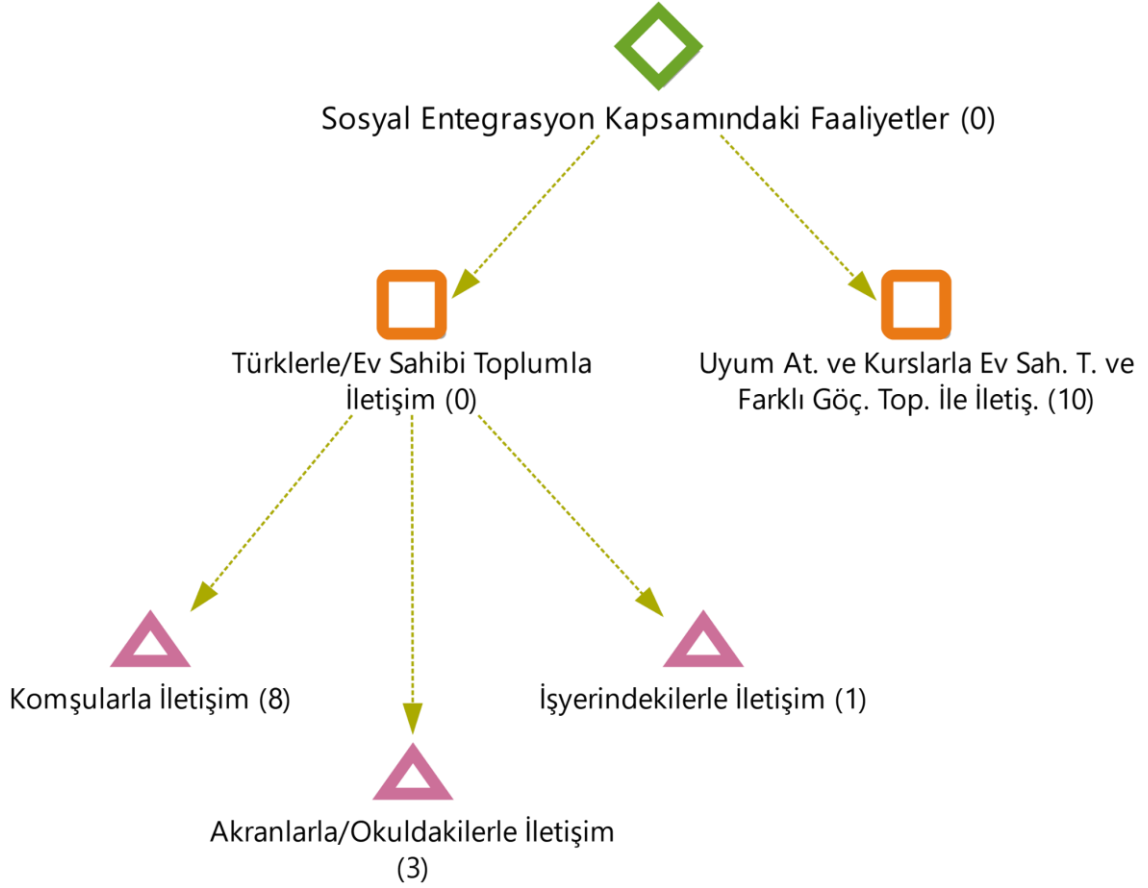 Sosyal Entegrasyon Kapsamındaki Faaliyetler (0)
Türklerle/Ev Sahibi Toplumla
İletişim (0)
Uyum At. ve Kurslarla Ev Sah. T. ve
Farklı Göç. Top. İle İletiş. (10)
Komşularla İletişim (8)
İşyerindekilerle İletişim (1)
Akranlarla/Okuldakilerle İletişim
(3)